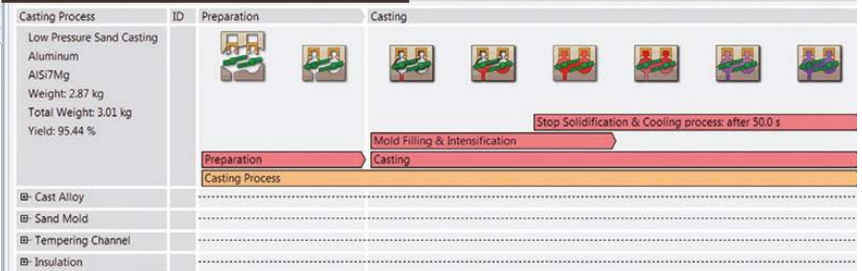 Casting Process ID Preparation Casting
Low Pressure Sand Casting
Aluminum
AlSi7Mg
Weight: 2.87 kg
Total Weight: 3.01 kg
Yield: 95.44 %
Stop Solidification & Cooling process: after 50.0 s
Mold Filling & Intensification
Preparation Casting
Casting Process
Cast Alloy
Sand Mold
Tempering Channel
Insulation